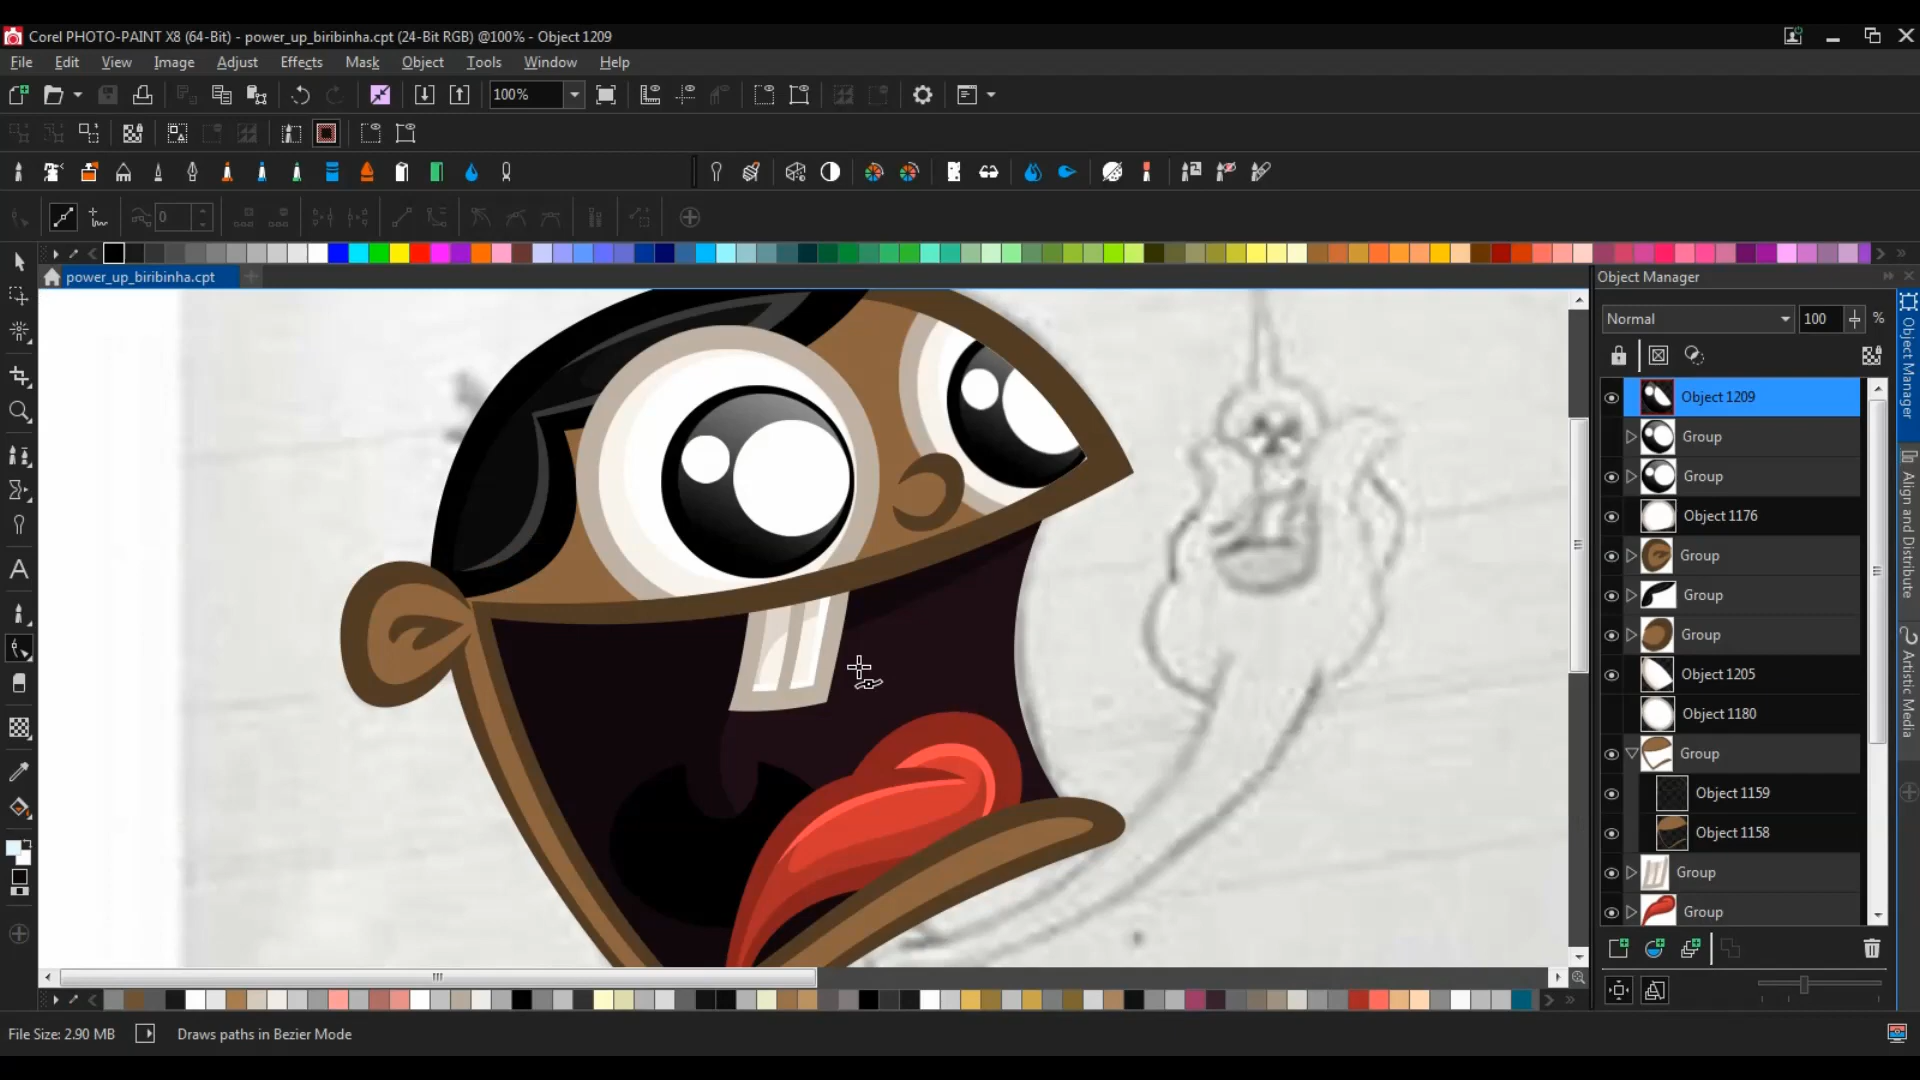 Corel PHOTO-PAINT X8 (64-Bit) - power_up_biribinha.cpt (24-Bit RGB) @100% - Object 1209
File Edit View Image Adjust Effects Mask Object Tools Window Help
100%
0
power_up_biribinha.cpt
Object Manager
Normal 100 %
Object 1209
Group
Group
Object 1176
Group
Group
Group
Object 1205
Object 1180
Group
Object 1159
Object 1158
Group
Group
Object Manager
Align and Distribute
Artistic Media
File Size: 2.90 MB Draws paths in Bezier Mode